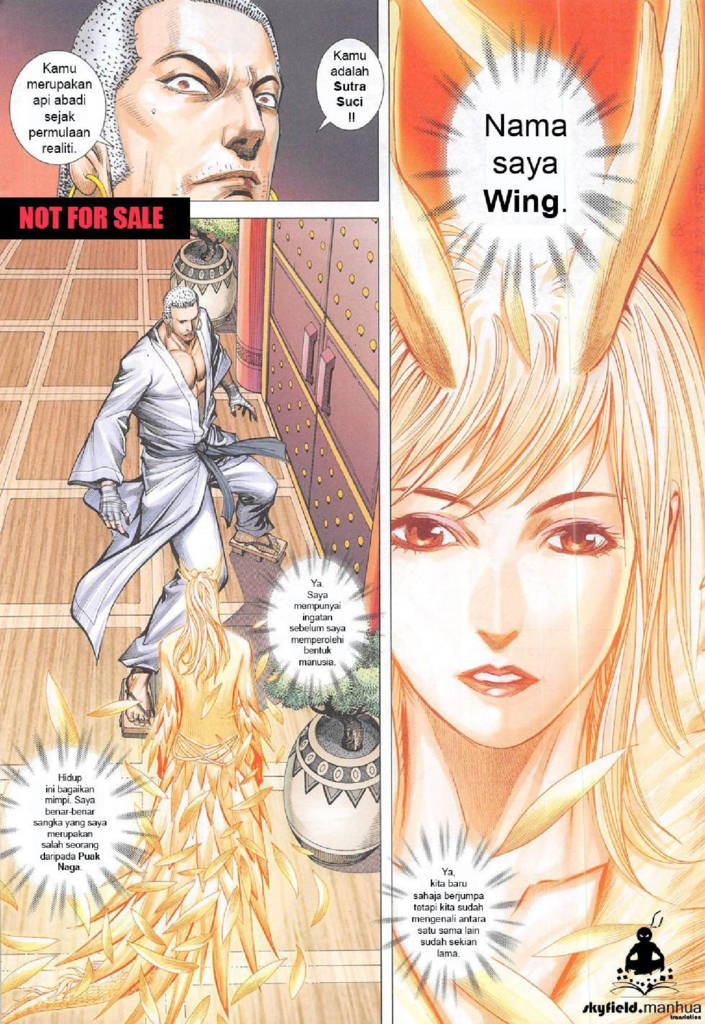 Kamu
merupakan
api abadi
sejak
permulaan
realiti.
Kamu
adalah
Sutra
Suci
!!
NOT FOR SALE
Ya.
Saya
mempunyai
ingatan
sebelum saya
memperolehi
bentuk
manusia.
Hidup
ini bagaikan
mimpi. Saya
benar-benar
sangka yang saya
merupakan
salah seorang
daripada Puak
Naga.
Nama
saya
Wing.
Ya,
kita baru
sahaja berjumpa
tetapi kita sudah
mengenali antara
satu sama lain
sudah sekian
lama.
skyfield.manhua
translation